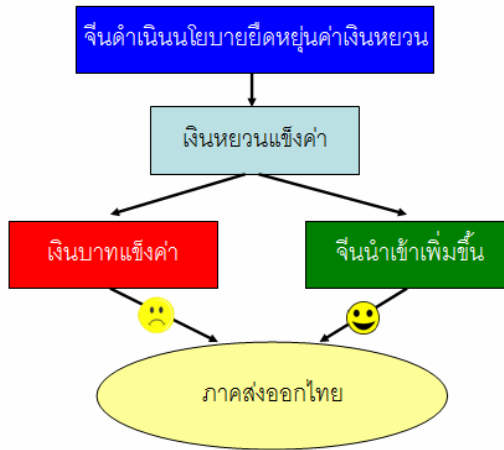 จีนดำเนินนโยบายยืดหยุ่นค่าเงินหยวน
เงินหยวนแข็งค่า
เงินบาทแข็งค่า
จีนนำเข้าเพิ่มขึ้น
ภาคส่งออกไทย